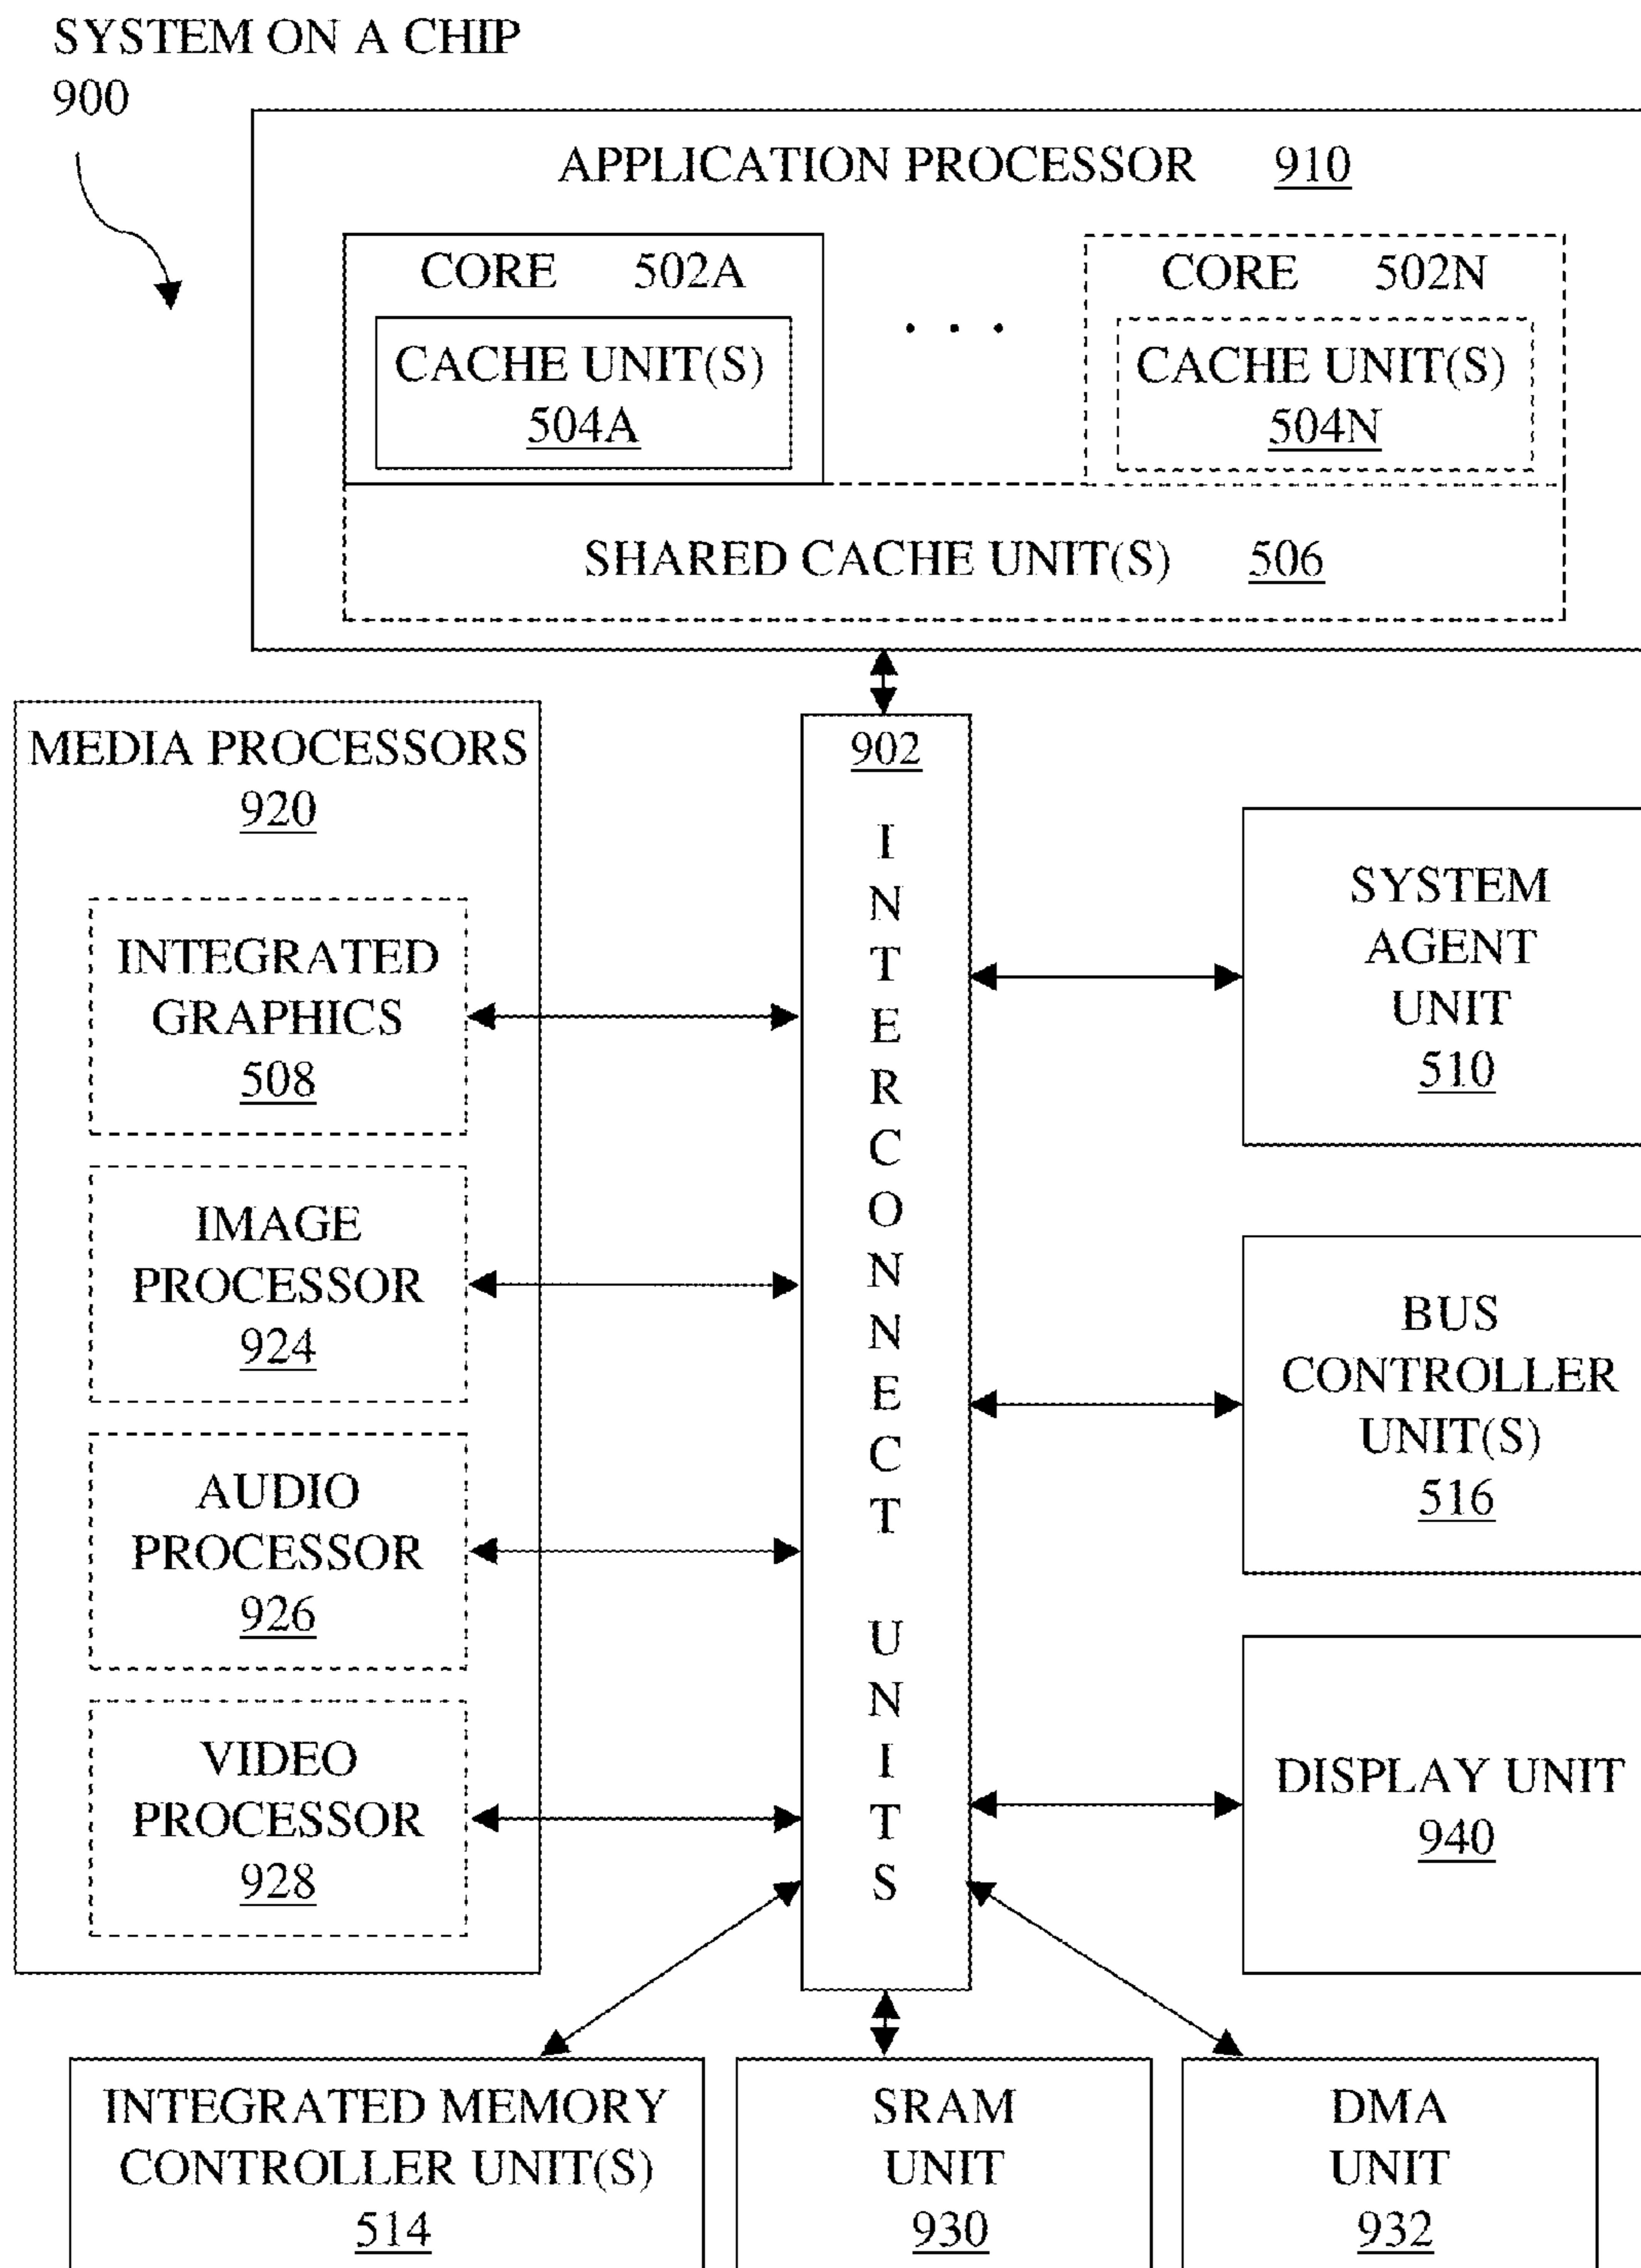 SYSTEM ON A CHIP
900
APPLICATION PROCESSOR 910
CORE 502A
CACHE UNIT(S)
504A
. . .
CORE 502N
CACHE UNIT(S)
504N
SHARED CACHE UNIT(S) 506
MEDIA PROCESSORS
920
INTEGRATED
GRAPHICS
508
IMAGE
PROCESSOR
924
AUDIO
PROCESSOR
926
VIDEO
PROCESSOR
928
902
INTERCONNECT UNITS
SYSTEM
AGENT
UNIT
510
BUS
CONTROLLER
UNIT(S)
516
DISPLAY UNIT
940
INTEGRATED MEMORY
CONTROLLER UNIT(S)
514
SRAM
UNIT
930
DMA
UNIT
932